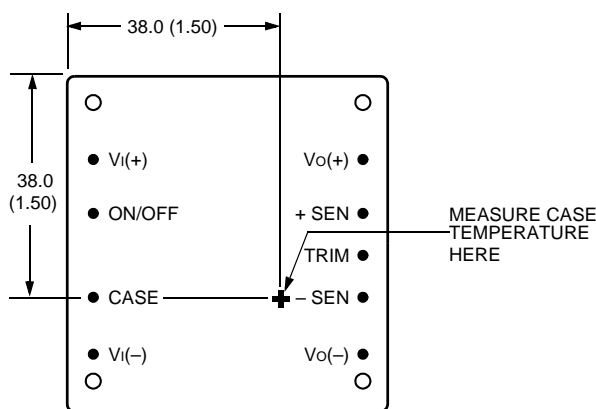 38.0 (1.50)
38.0
(1.50)
VI(+)
VO(+)
ON/OFF
+ SEN
MEASURE CASE
TEMPERATURE
HERE
TRIM
CASE
– SEN
VI(–)
VO(–)